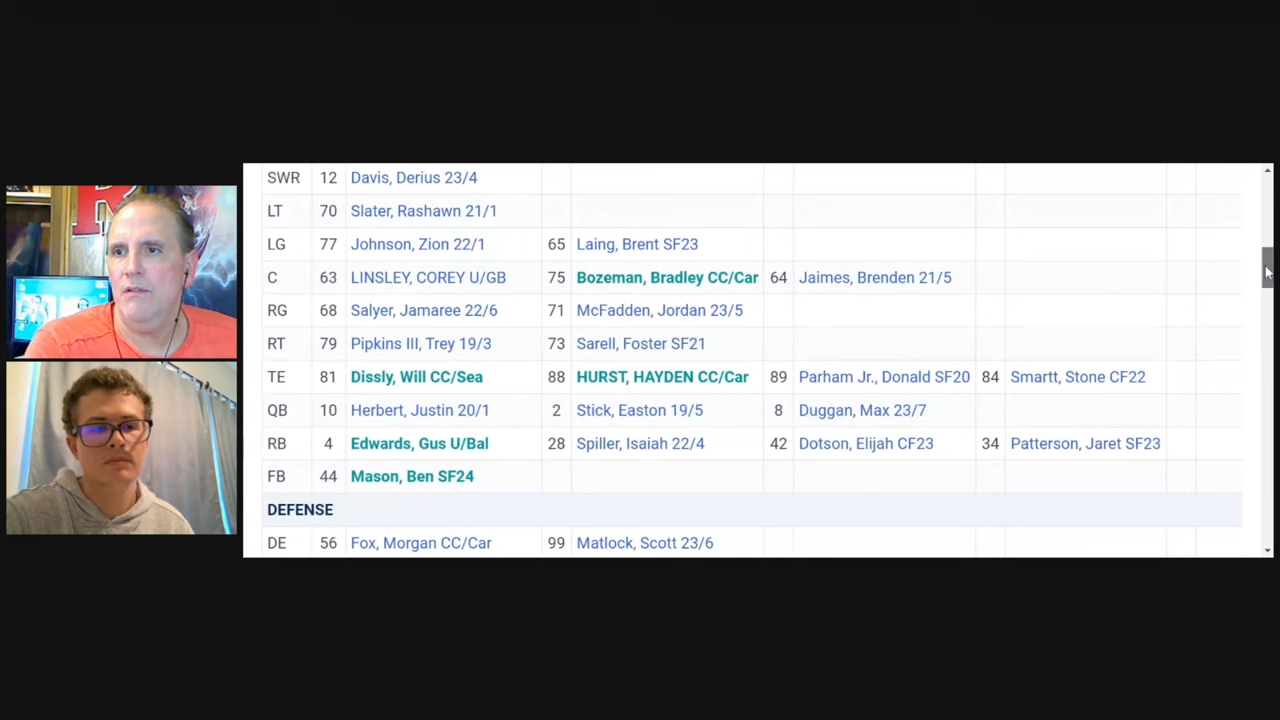 SWR 12 Davis, Derius 23/4
LT 70 Slater, Rashawn 21/1
LG 77 Johnson, Zion 22/1 65 Laing, Brent SF23
C 63 LINSLEY, COREY U/GB 75 Bozeman, Bradley CC/Car 64 Jaimes, Brenden 21/5
RG 68 Salyer, Jamaree 22/6 71 McFadden, Jordan 23/5
RT 79 Pipkins III, Trey 19/3 73 Sarell, Foster SF21
TE 81 Dissly, Will CC/Sea 88 HURST, HAYDEN CC/Car 89 Parham Jr., Donald SF20 84 Smartt, Stone CF22
QB 10 Herbert, Justin 20/1 2 Stick, Easton 19/5 8 Duggan, Max 23/7
RB 4 Edwards, Gus U/Bal 28 Spiller, Isaiah 22/4 42 Dotson, Elijah CF23 34 Patterson, Jaret SF23
FB 44 Mason, Ben SF24
DEFENSE
DE 56 Fox, Morgan CC/Car 99 Matlock, Scott 23/6